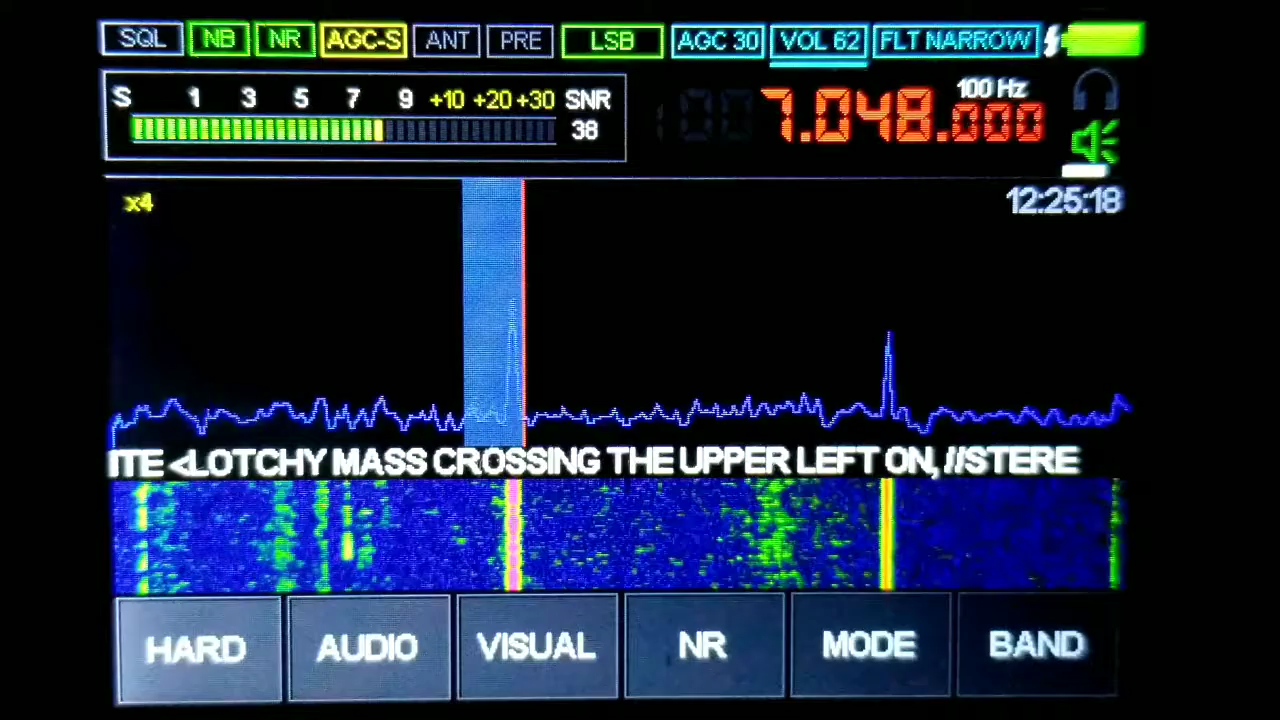 SQL NB NR AGC-S ANT PRE LSB AGC 30 VOL 62 FLT NARROW
S 1 3 5 7 9 +10 +20 +30 SNR
38
100 Hz
7.048.000
x4
12:25:18
ITE <LOTCHY MASS CROSSING THE UPPER LEFT ON, //STERE
HARD AUDIO VISUAL NR MODE BAND